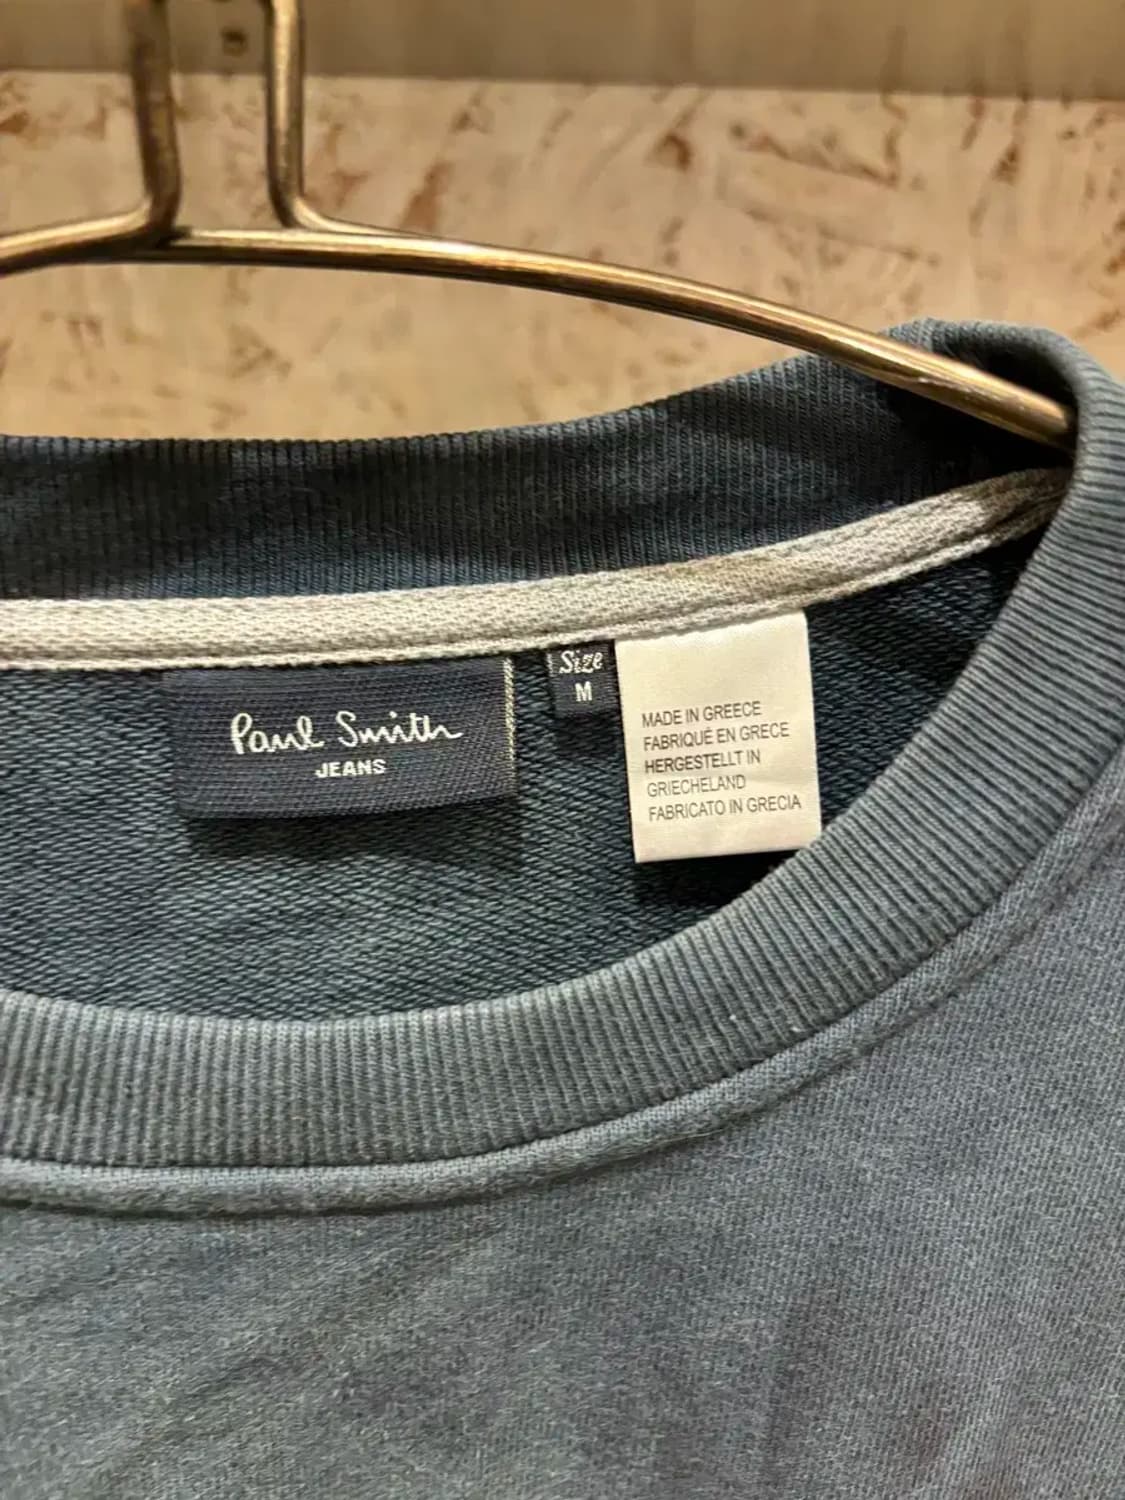 Paul Smith
JEANS
Size
M
MADE IN GREECE
FABRIQUÉ EN GRECE
HERGESTELLT IN
GRIECHELAND
FABRICATO IN GRECIA